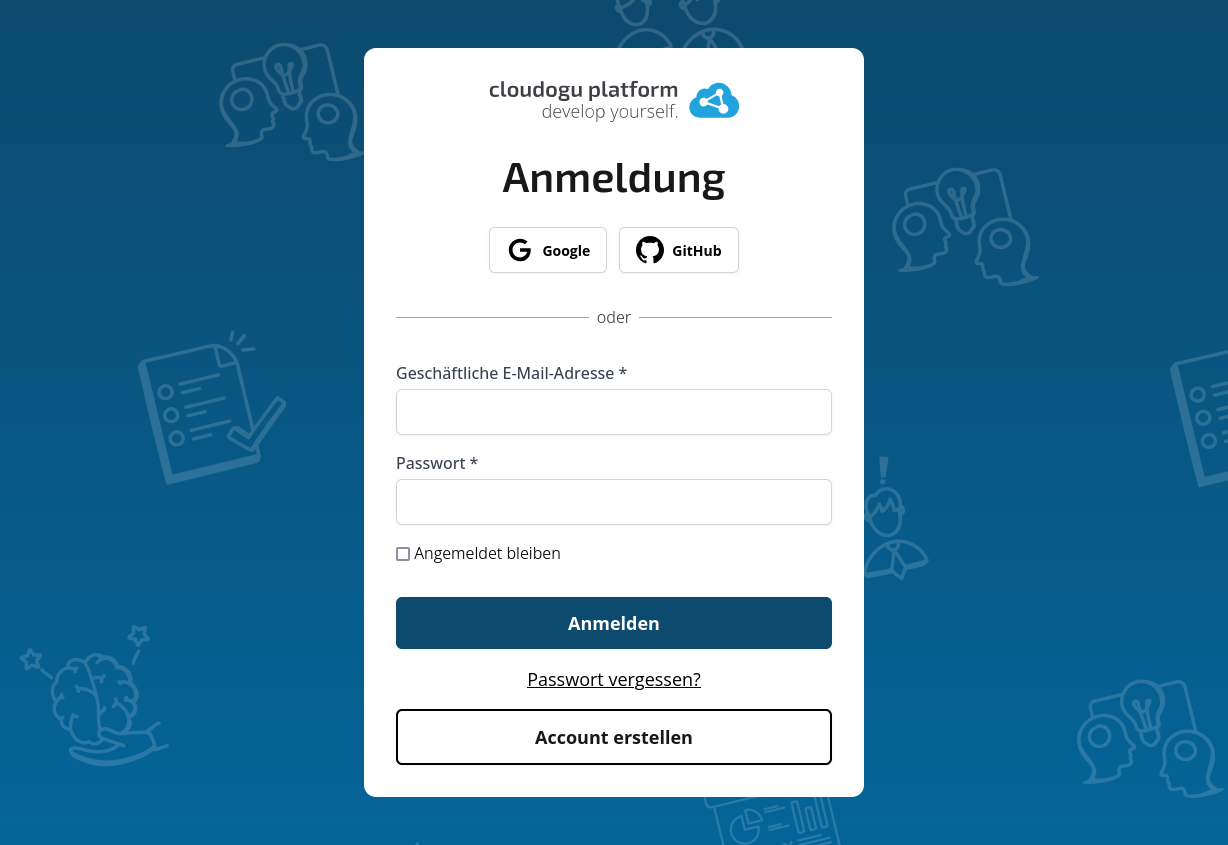 cloudogu platform
develop yourself.
Anmeldung
Google
GitHub
oder
Geschäftliche E-Mail-Adresse *
Passwort *
Angemeldet bleiben
Anmelden
Passwort vergessen?
Account erstellen